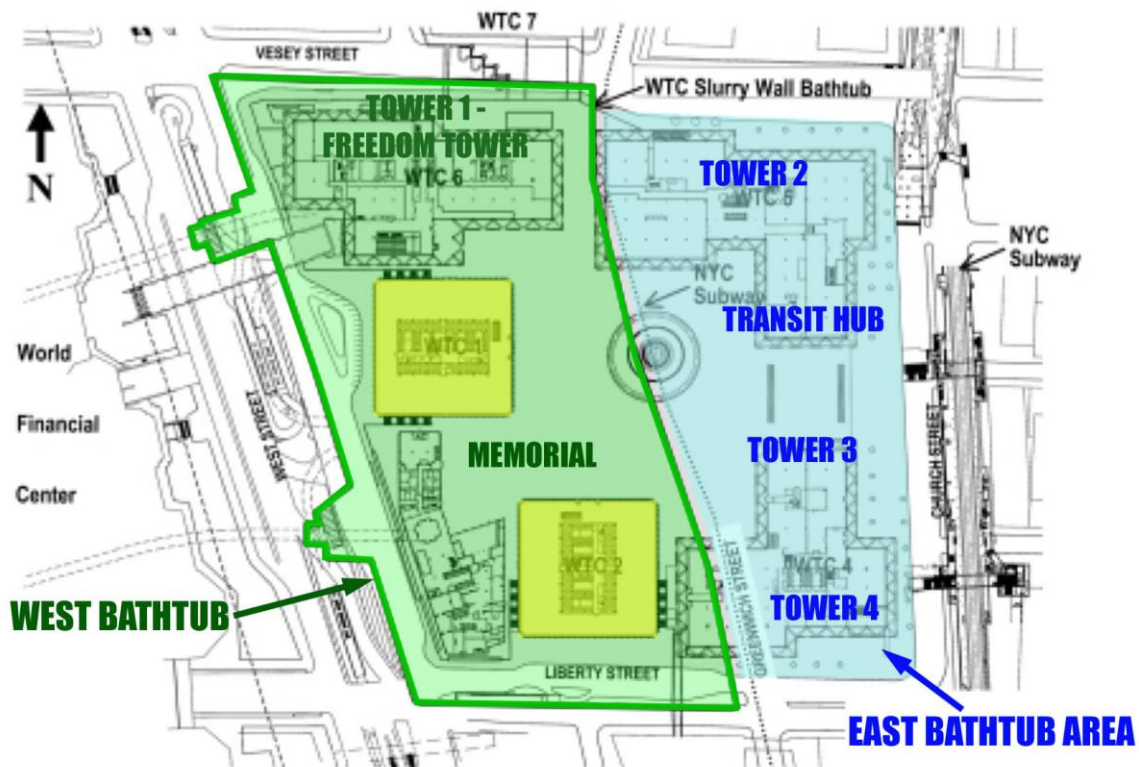 WTC 7
VESEY STREET
WTC Slurry Wall Bathtub
TOWER 1 -
FREEDOM TOWER
WTC 6
N
TOWER 2
WTC 5
NYC
Subway
NYC
Subway
TRANSIT HUB
WTC 1
World
Financial
Center
WEST STREET
MEMORIAL
TOWER 3
CHURCH STREET
WTC 2
WTC 4
GREENWICH STREET
TOWER 4
WEST BATHTUB
LIBERTY STREET
EAST BATHTUB AREA